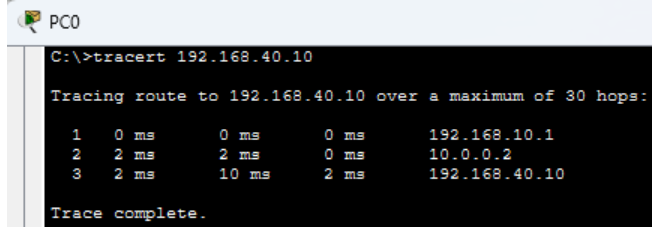 PC0
C:\>tracert 192.168.40.10
Tracing route to 192.168.40.10 over a maximum of 30 hops:
1 0 ms 0 ms 0 ms 192.168.10.1
2 2 ms 2 ms 0 ms 10.0.0.2
3 2 ms 10 ms 2 ms 192.168.40.10
Trace complete.